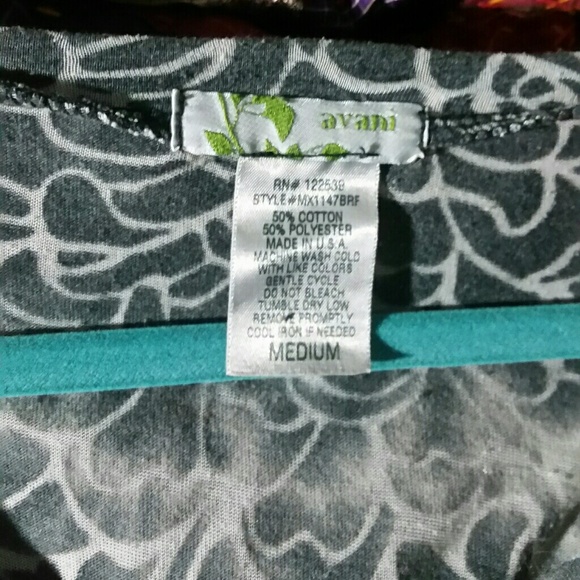 avani
RN# 122539
STYLE#MX1147BRF
50% COTTON
50% POLYESTER
MADE IN U.S.A.
MACHINE WASH COLD
WITH LIKE COLORS
GENTLE CYCLE
DO NOT BLEACH
TUMBLE DRY LOW
REMOVE PROMPTLY
COOL IRON IF NEEDED
MEDIUM